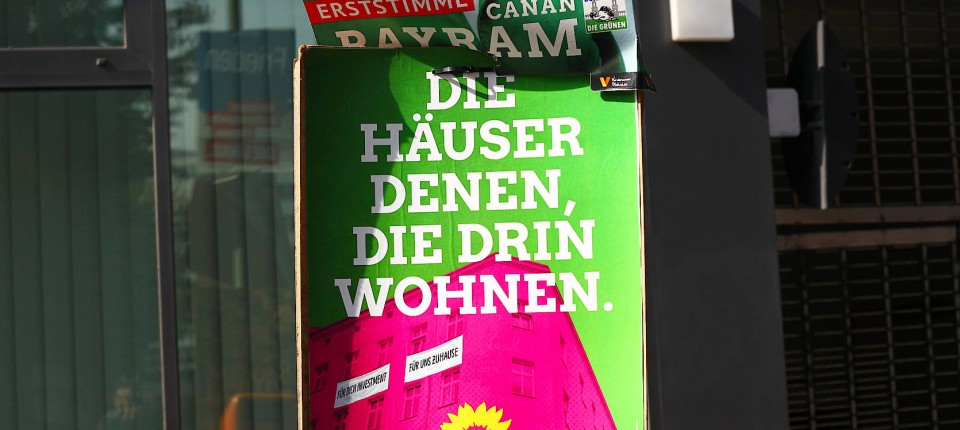 ERSTSTIMME
CANAN
BAYRAM
DIE GRÜNEN
DIE
HÄUSER
DENEN,
DIE DRIN
WOHNEN.
FÜR DICH INVESTMENT
FÜR UNS ZUHAUSE